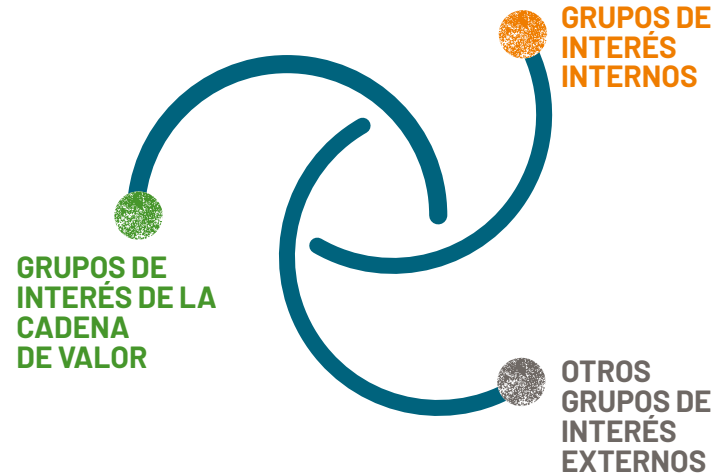 GRUPOS DE
INTERÉS
INTERNOS
GRUPOS DE
INTERÉS DE LA
CADENA
DE VALOR
OTROS
GRUPOS DE
INTERÉS
EXTERNOS